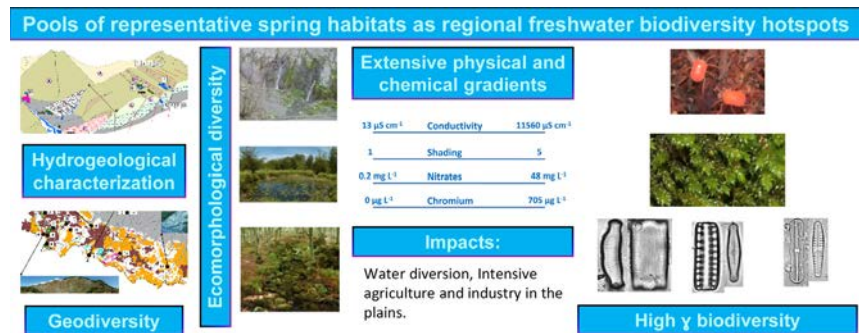 Pools of representative spring habitats as regional freshwater biodiversity hotspots
Hydrogeological
characterization
Geodiversity
Ecomorphological diversity
Extensive physical and
chemical gradients
13 µS cm-1 Conductivity 11560 µS cm-1
1 Shading 5
0.2 mg L-1 Nitrates 48 mg L-1
0 µg L-1 Chromium 705 µg L-1
Impacts:
Water diversion, Intensive
agriculture and industry in the
plains.
High ɣ biodiversity